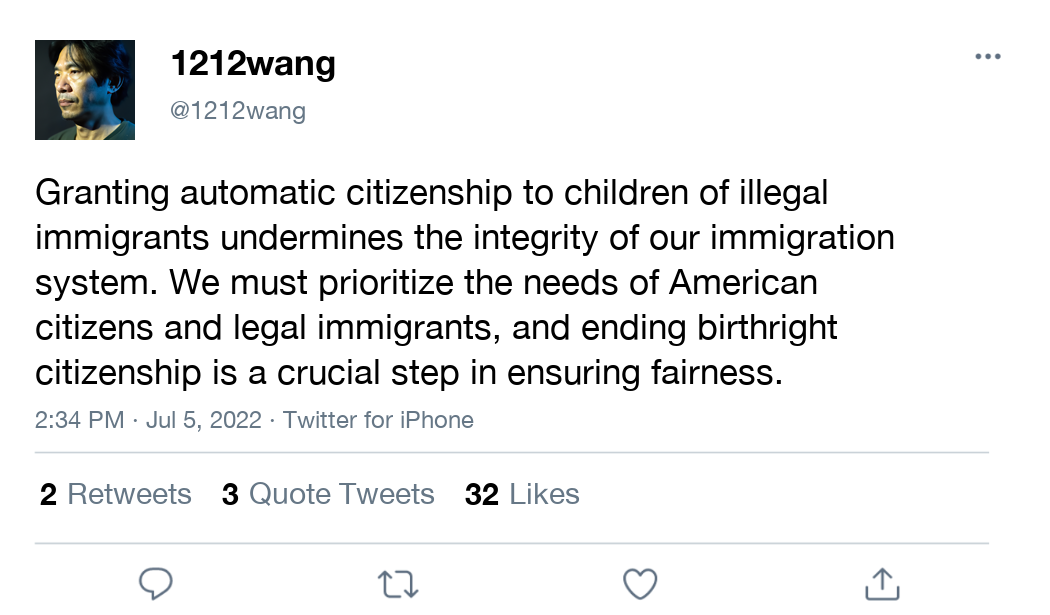 1212wang
@1212wang
Granting automatic citizenship to children of illegal
immigrants undermines the integrity of our immigration
system. We must prioritize the needs of American
citizens and legal immigrants, and ending birthright
citizenship is a crucial step in ensuring fairness.
2:34 PM · Jul 5, 2022 · Twitter for iPhone
2 Retweets 3 Quote Tweets 32 Likes